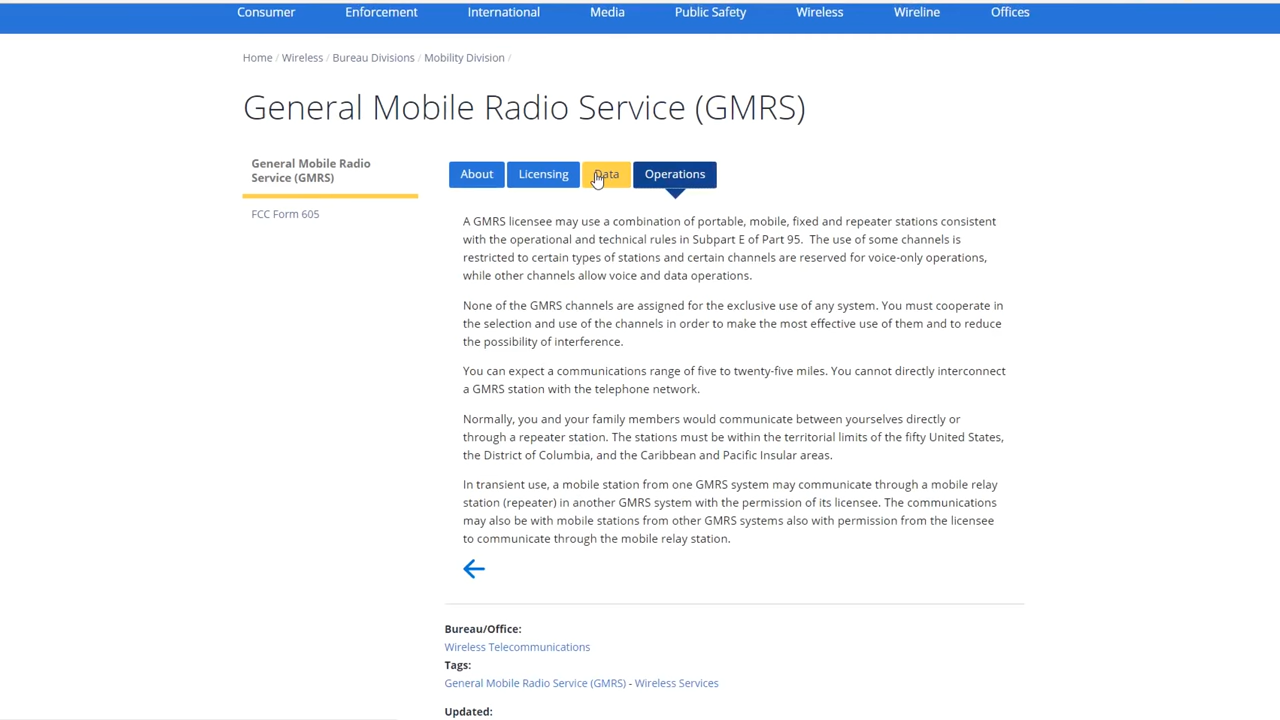 Consumer Enforcement International Media Public Safety Wireless Wireline Offices
Home / Wireless / Bureau Divisions / Mobility Division /
General Mobile Radio Service (GMRS)
General Mobile Radio
Service (GMRS)
FCC Form 605
About Licensing Data Operations
A GMRS licensee may use a combination of portable, mobile, fixed and repeater stations consistent
with the operational and technical rules in Subpart E of Part 95. The use of some channels is
restricted to certain types of stations and certain channels are reserved for voice-only operations,
while other channels allow voice and data operations.
None of the GMRS channels are assigned for the exclusive use of any system. You must cooperate in
the selection and use of the channels in order to make the most effective use of them and to reduce
the possibility of interference.
You can expect a communications range of five to twenty-five miles. You cannot directly interconnect
a GMRS station with the telephone network.
Normally, you and your family members would communicate between yourselves directly or
through a repeater station. The stations must be within the territorial limits of the fifty United States,
the District of Columbia, and the Caribbean and Pacific Insular areas.
In transient use, a mobile station from one GMRS system may communicate through a mobile relay
station (repeater) in another GMRS system with the permission of its licensee. The communications
may also be with mobile stations from other GMRS systems also with permission from the licensee
to communicate through the mobile relay station.
Bureau/Office:
Wireless Telecommunications
Tags:
General Mobile Radio Service (GMRS) - Wireless Services
Updated: